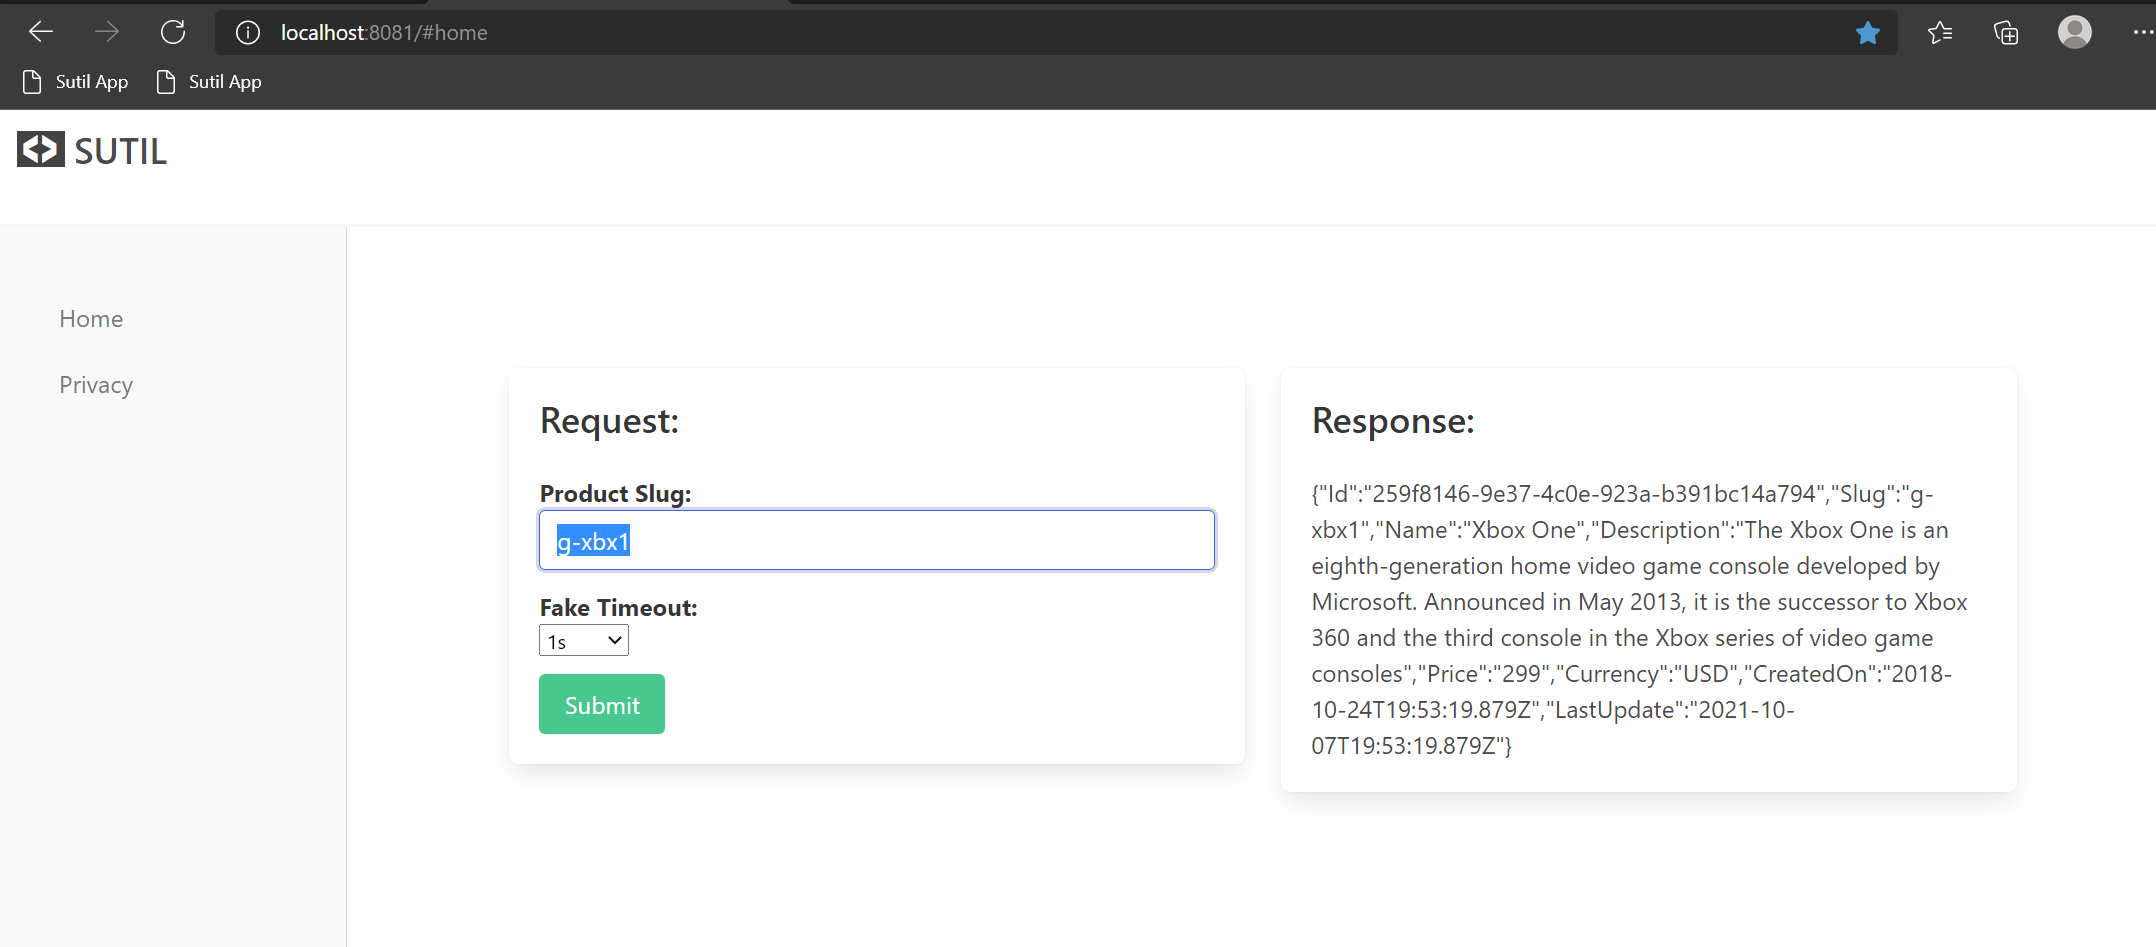 localhost:8081/#home
Sutil App Sutil App
SUTIL
Home
Privacy
Request:
Product Slug:
g-xbx1
Fake Timeout:
1s
Submit
Response:
{"Id":"259f8146-9e37-4c0e-923a-b391bc14a794","Slug":"g-
xbx1","Name":"Xbox One","Description":"The Xbox One is an
eighth-generation home video game console developed by
Microsoft. Announced in May 2013, it is the successor to Xbox
360 and the third console in the Xbox series of video game
consoles","Price":"299","Currency":"USD","CreatedOn":"2018-
10-24T19:53:19.879Z","LastUpdate":"2021-10-
07T19:53:19.879Z"}